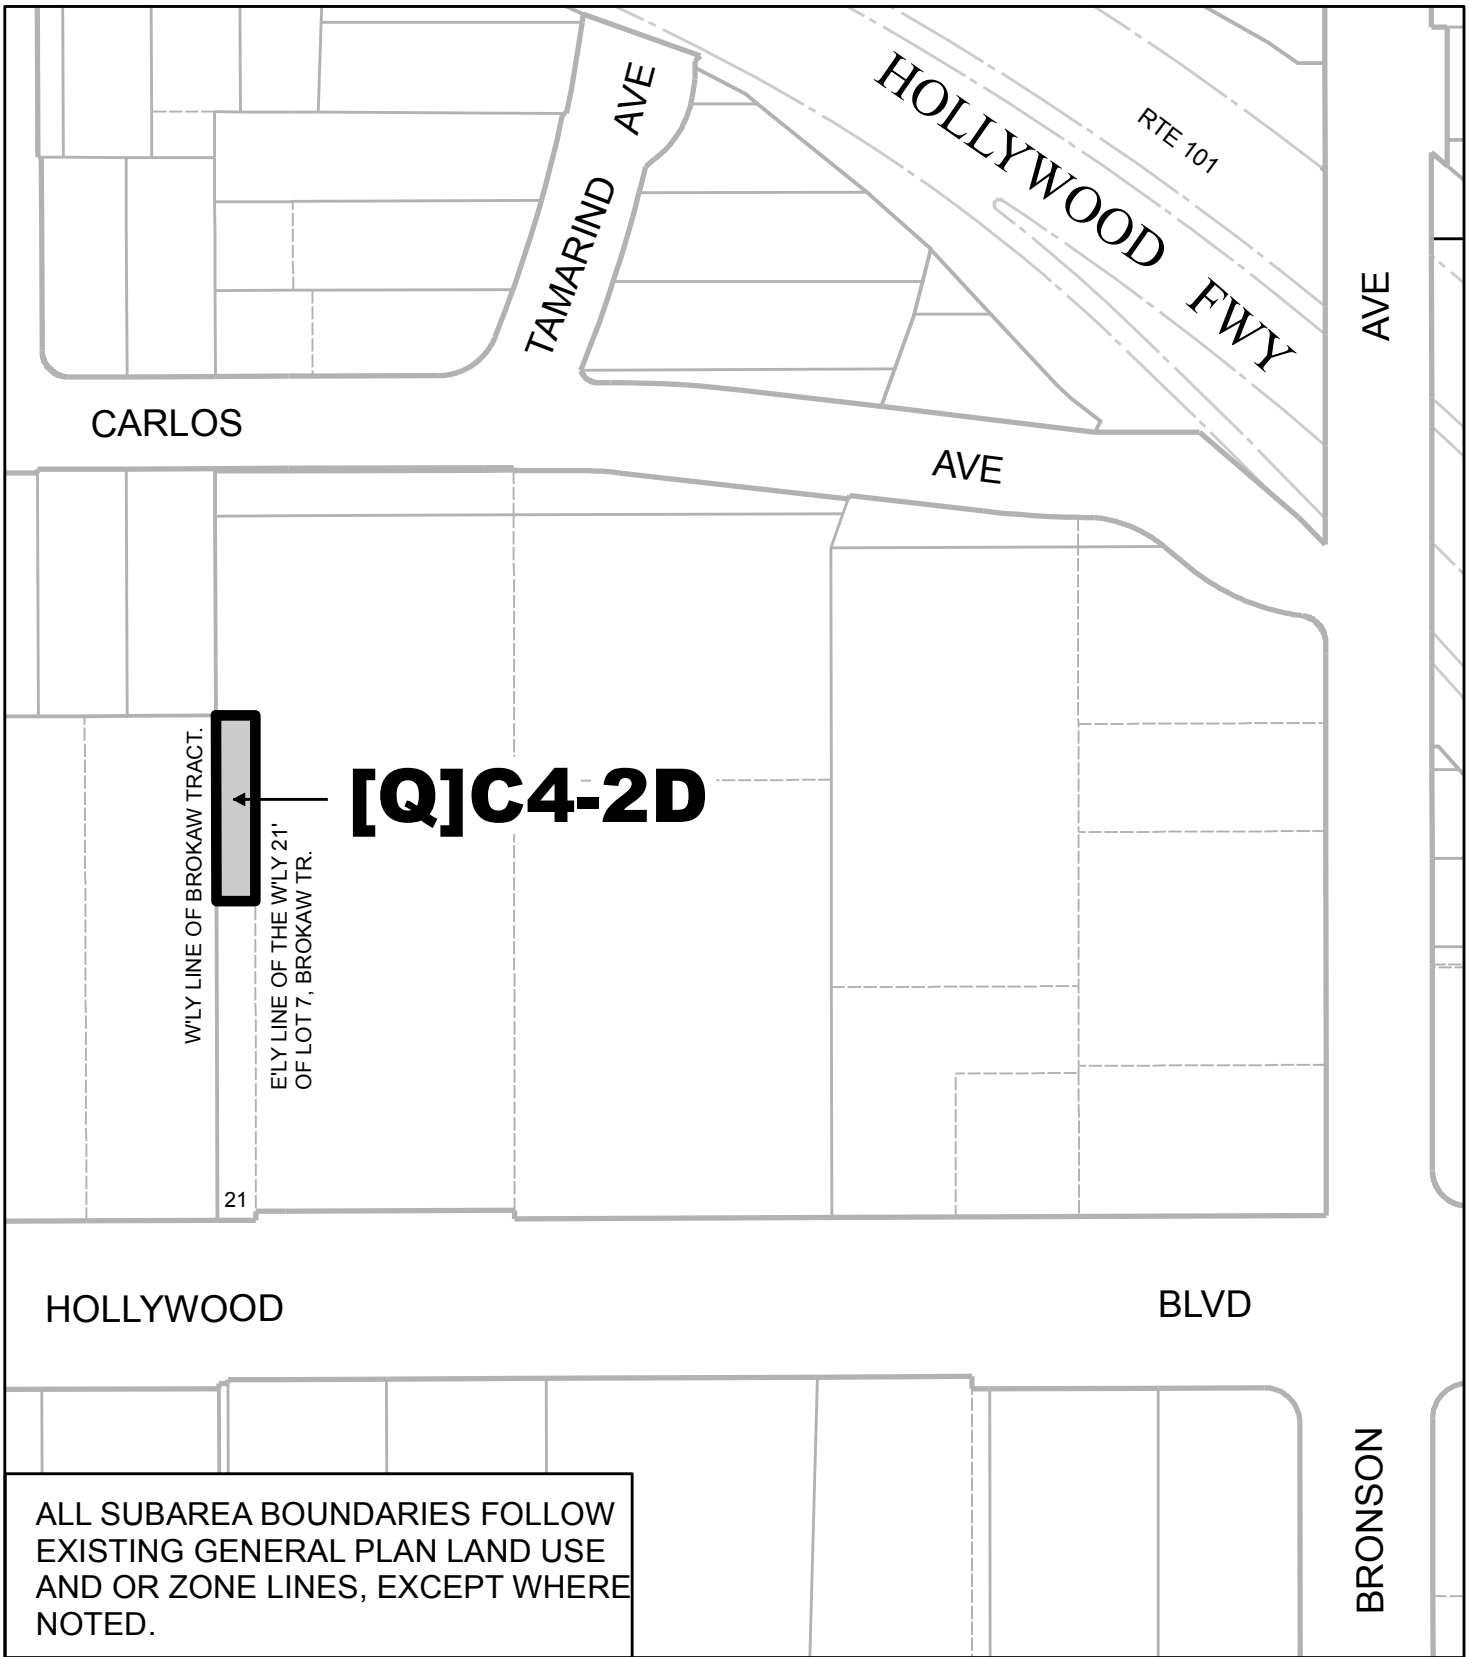 HOLLYWOOD FWY
RTE 101
TAMARIND AVE
AVE
CARLOS
AVE
[Q]C4-2D
W'LY LINE OF BROKAW TRACT.
E'LY LINE OF THE W'LY 21'
OF LOT 7, BROKAW TR.
21
HOLLYWOOD
BLVD
BRONSON
ALL SUBAREA BOUNDARIES FOLLOW
EXISTING GENERAL PLAN LAND USE
AND OR ZONE LINES, EXCEPT WHERE
NOTED.